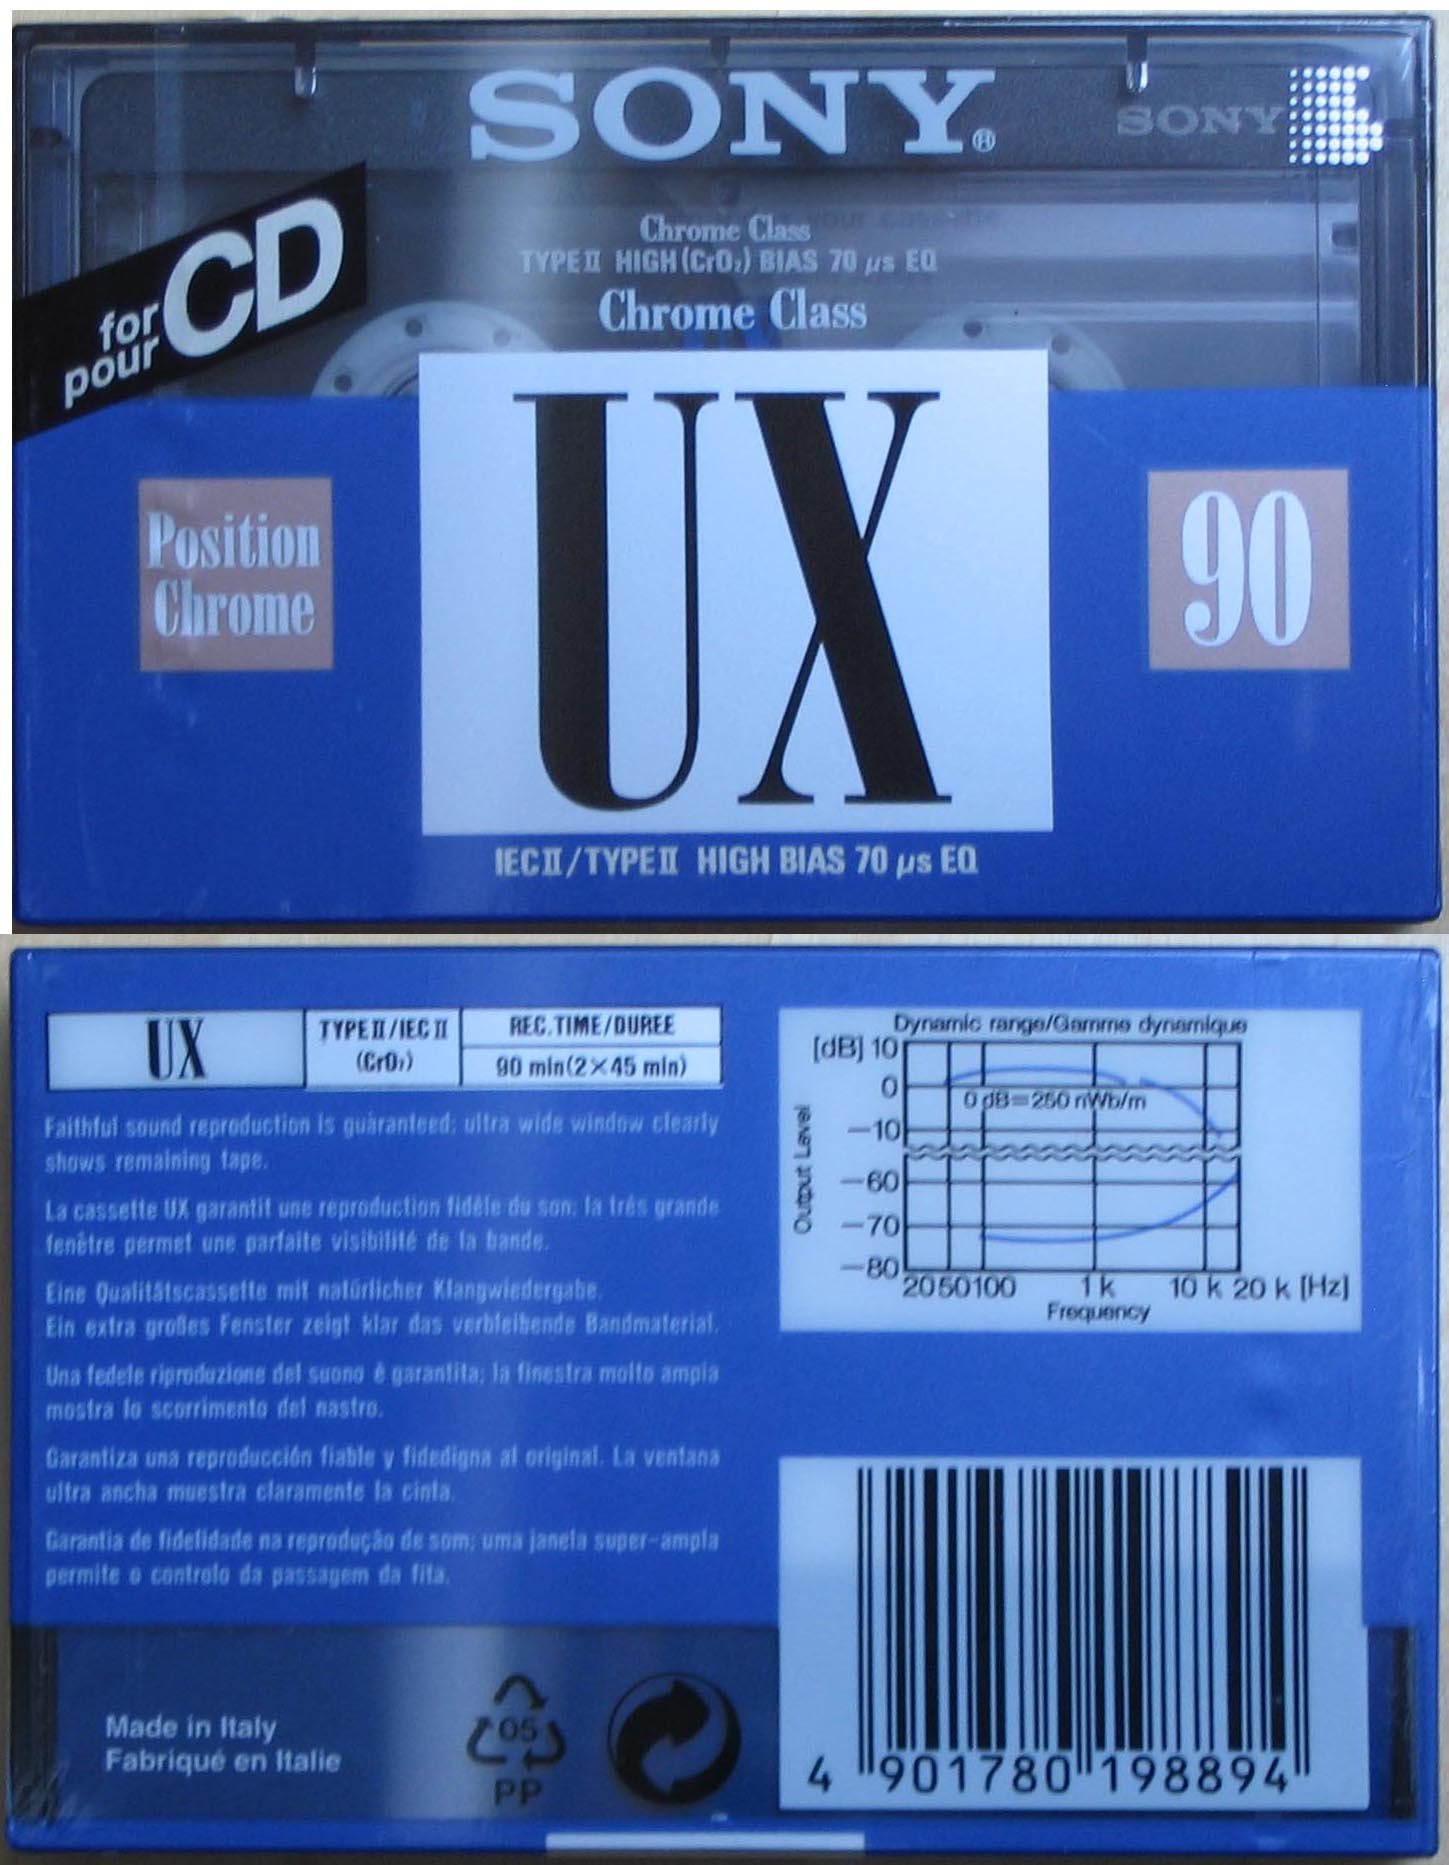 SONY®
SONY
for
pour CD
Chrome Class
TYPE II HIGH (CrO₂) BIAS 70 µs EQ
Chrome Class
UX
Position
Chrome
90
IEC II/TYPE II HIGH BIAS 70 µs EQ
UX
TYPE II/IEC II
(CrO₂)
REC.TIME/DUREE
90 min(2×45 min)
Faithful sound reproduction is guaranteed; ultra wide window clearly
shows remaining tape.
La cassette UX garantit une reproduction fidèle du son; la très grande
fenêtre permet une parfaite visibilité de la bande.
Eine Qualitätscassette mit natürlicher Klangwiedergabe.
Ein extra großes Fenster zeigt klar das verbleibende Bandmaterial.
Una fedele riproduzione del suono è garantita; la finestra molto ampia
mostra lo scorrimento del nastro.
Garantiza una reproducción fiable y fidedigna al original. La ventana
ultra ancha muestra claramente la cinta.
Garantia de fidelidade na reprodução de som; uma janela super-ampla
permite o controlo da passagem da fita.
Dynamic range/Gamme dynamique
[dB] 10
0
0 dB=250 nWb/m
−10
−60
−70
−80
Output Level
20 50 100 1 k 10 k 20 k [Hz]
Frequency
Made in Italy
Fabriqué en Italie
05
PP
4 901780 198894